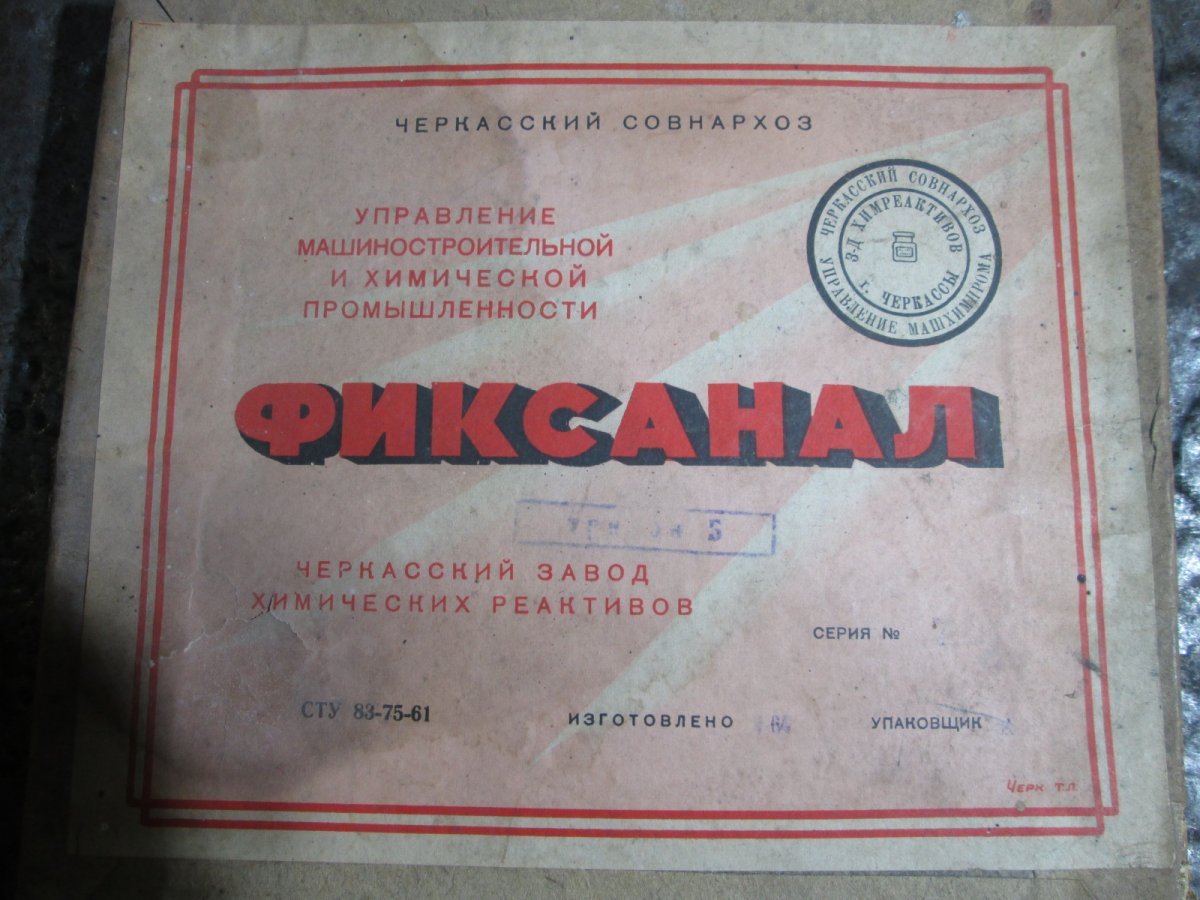 ЧЕРКАССКИЙ СОВНАРХОЗ
УПРАВЛЕНИЕ
МАШИНОСТРОИТЕЛЬНОЙ
И ХИМИЧЕСКОЙ
ПРОМЫШЛЕННОСТИ
ЧЕРКАССКИЙ СОВНАРХОЗ
УПРАВЛЕНИЕ МАШХИМПРОМА
З-Д ХИМРЕАКТИВОВ
г. ЧЕРКАССЫ
ФИКСАНАЛ
ЧЕРКАССКИЙ ЗАВОД
ХИМИЧЕСКИХ РЕАКТИВОВ
СЕРИЯ №
СТУ 83-75-61
ИЗГОТОВЛЕНО
УПАКОВЩИК
Черк т.л.